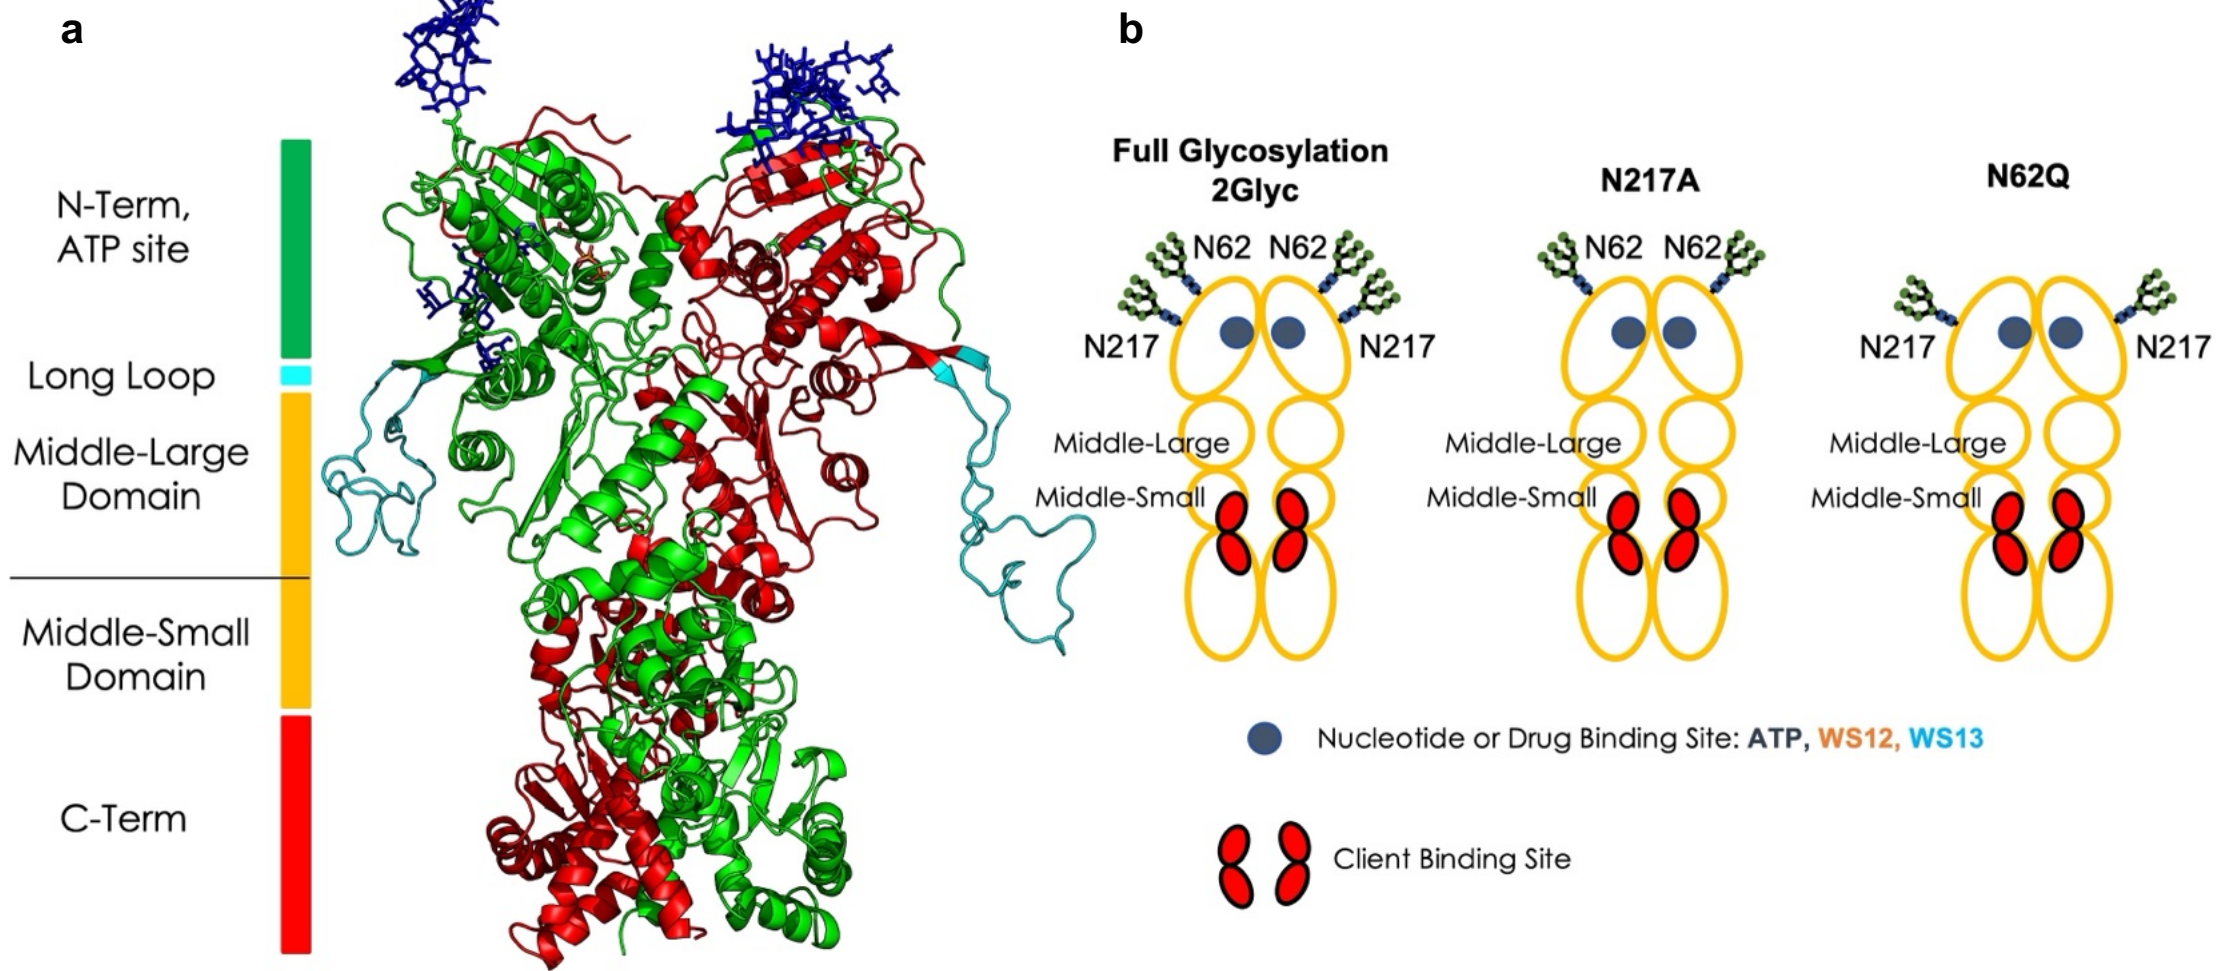 a
N-Term,
ATP site
Long Loop
Middle-Large
Domain
Middle-Small
Domain
C-Term
b
Full Glycosylation
2Glyc
N62 N62
N217 N217
Middle-Large
Middle-Small
N217A
N62 N62
Middle-Large
Middle-Small
N62Q
N217 N217
Middle-Large
Middle-Small
Nucleotide or Drug Binding Site: ATP, WS12, WS13
Client Binding Site